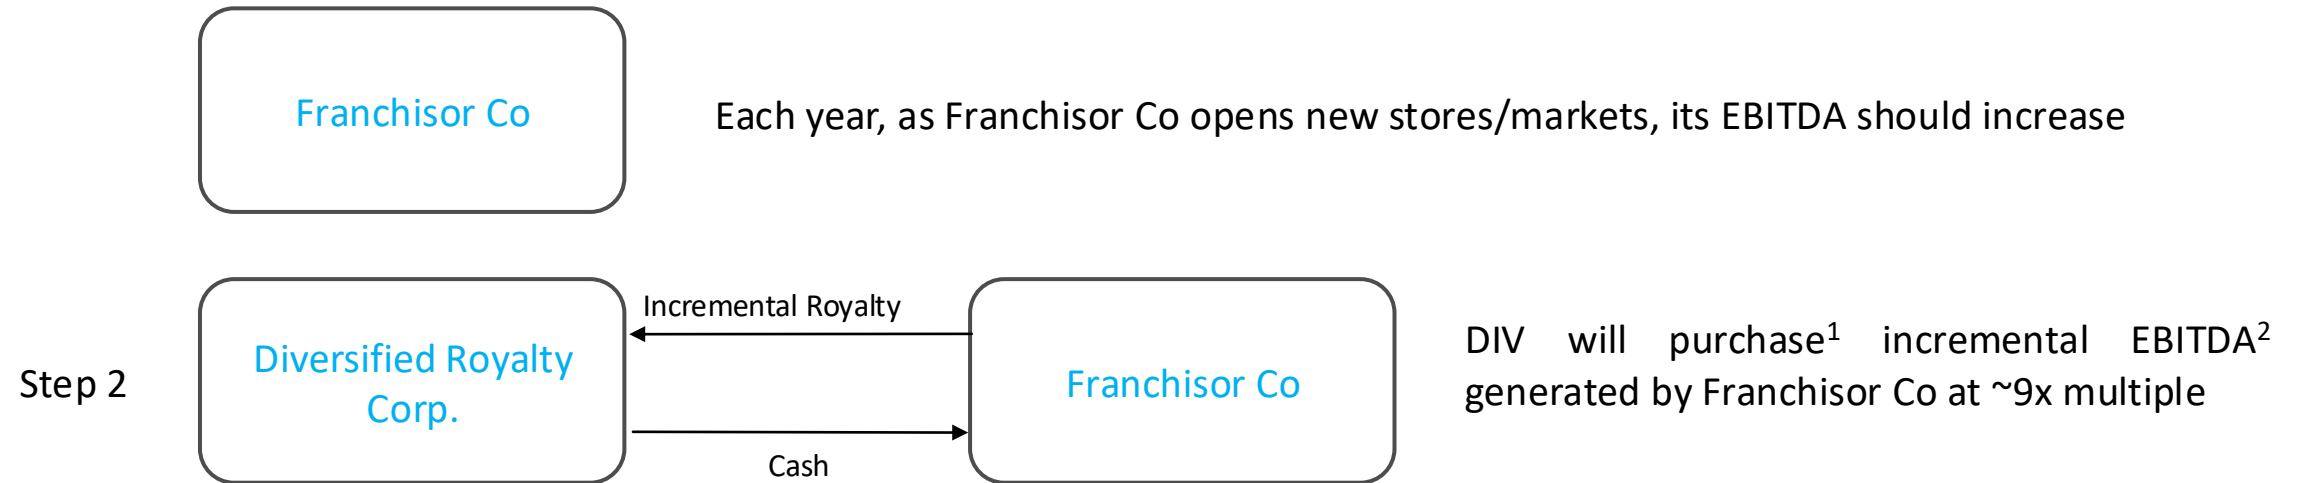 Franchisor Co
Each year, as Franchisor Co opens new stores/markets, its EBITDA should increase
Step 2
Diversified Royalty
Corp.
Incremental Royalty
Cash
Franchisor Co
DIV will purchase¹ incremental EBITDA²
generated by Franchisor Co at ~9x multiple